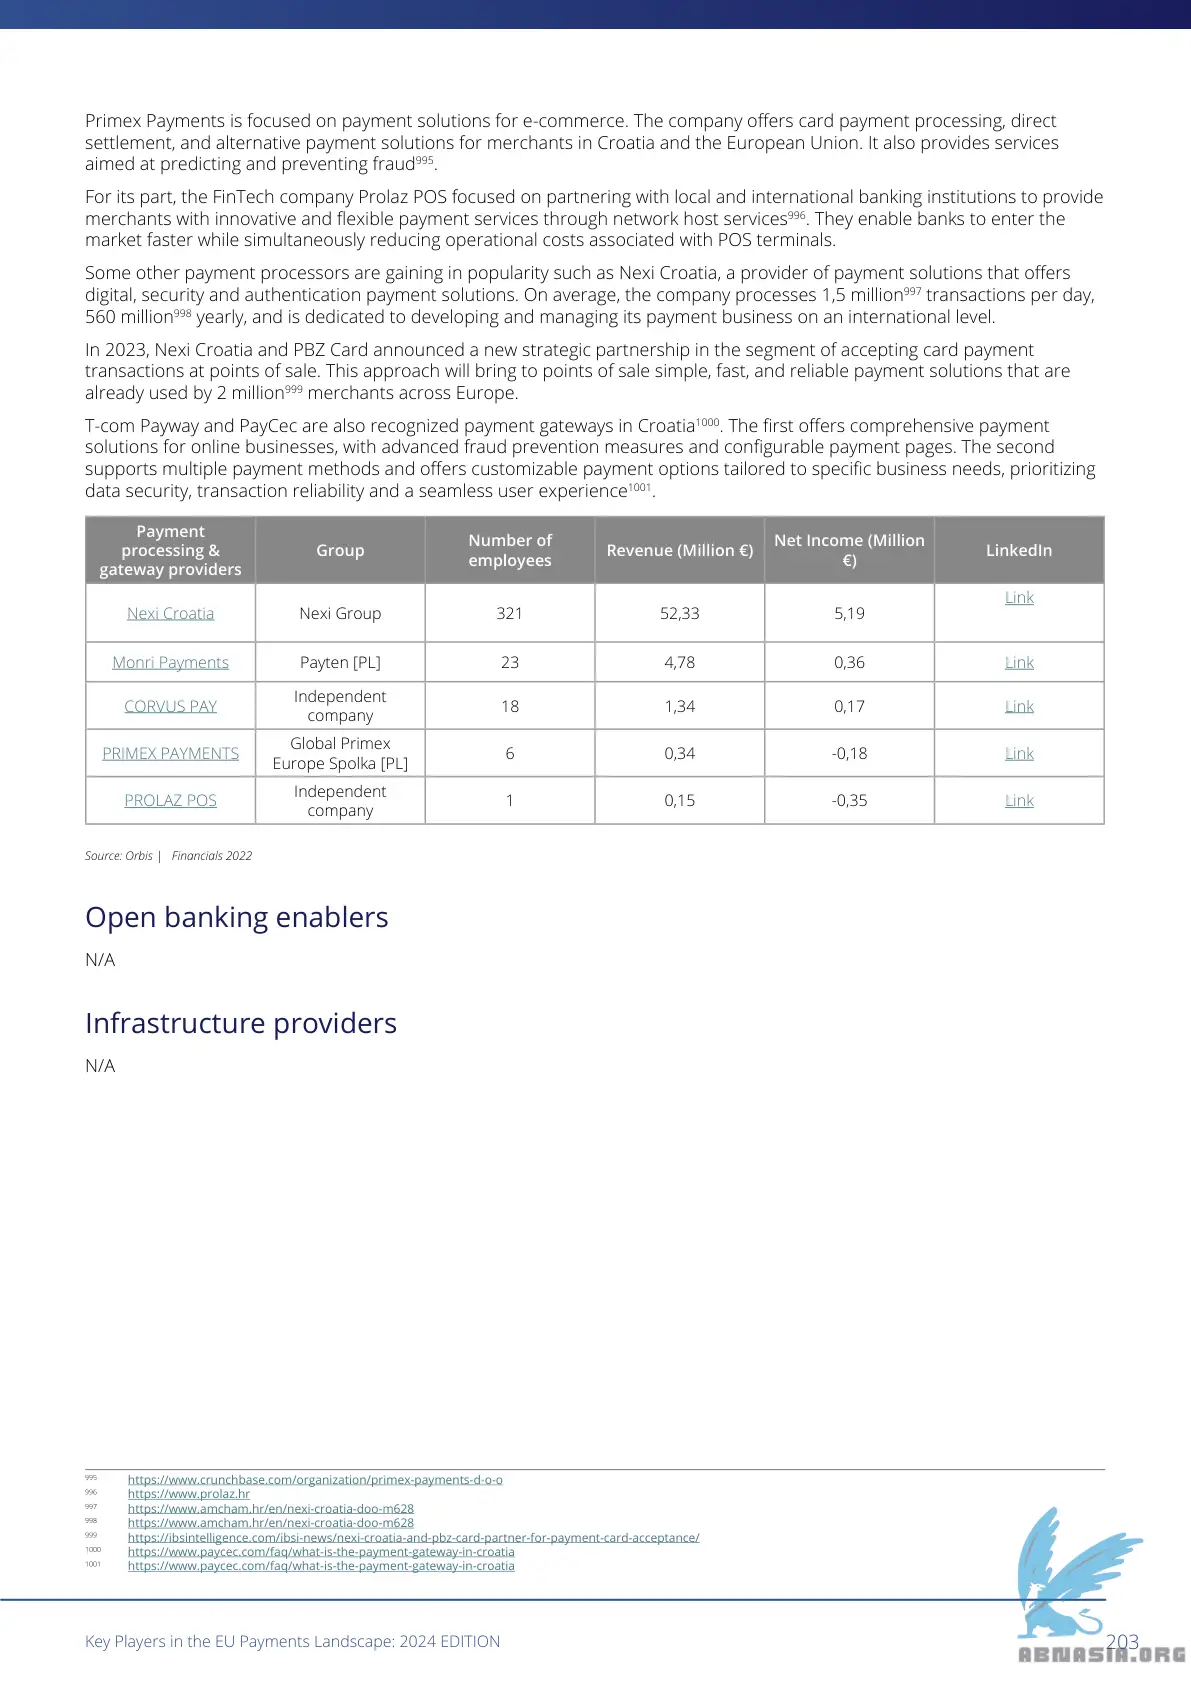 Primex Payments is focused on payment solutions for e-commerce. The company offers card payment processing, direct
settlement, and alternative payment solutions for merchants in Croatia and the European Union. It also provides services
aimed at predicting and preventing fraud995.
For its part, the FinTech company Prolaz POS focused on partnering with local and international banking institutions to provide
merchants with innovative and flexible payment services through network host services996. They enable banks to enter the
market faster while simultaneously reducing operational costs associated with POS terminals.
Some other payment processors are gaining in popularity such as Nexi Croatia, a provider of payment solutions that offers
digital, security and authentication payment solutions. On average, the company processes 1,5 million997 transactions per day,
560 million998 yearly, and is dedicated to developing and managing its payment business on an international level.
In 2023, Nexi Croatia and PBZ Card announced a new strategic partnership in the segment of accepting card payment
transactions at points of sale. This approach will bring to points of sale simple, fast, and reliable payment solutions that are
already used by 2 million999 merchants across Europe.
T-com Payway and PayCec are also recognized payment gateways in Croatia1000. The first offers comprehensive payment
solutions for online businesses, with advanced fraud prevention measures and configurable payment pages. The second
supports multiple payment methods and offers customizable payment options tailored to specific business needs, prioritizing
data security, transaction reliability and a seamless user experience1001.
Payment
processing &
gateway providers
Group
Number of
employees
Revenue (Million €)
Net Income (Million
€)
LinkedIn
Nexi Croatia
Nexi Group
321
52,33
5,19
Link
Monri Payments
Payten [PL]
23
4,78
0,36
Link
CORVUS PAY
Independent
company
18
1,34
0,17
Link
PRIMEX PAYMENTS
Global Primex
Europe Spolka [PL]
6
0,34
-0,18
Link
PROLAZ POS
Independent
company
1
0,15
-0,35
Link
Source: Orbis | Financials 2022
Open banking enablers
N/A
Infrastructure providers
N/A
995 https://www.crunchbase.com/organization/primex-payments-d-o-o
996 https://www.prolaz.hr
997 https://www.amcham.hr/en/nexi-croatia-doo-m628
998 https://www.amcham.hr/en/nexi-croatia-doo-m628
999 https://ibsintelligence.com/ibsi-news/nexi-croatia-and-pbz-card-partner-for-payment-card-acceptance/
1000 https://www.paycec.com/faq/what-is-the-payment-gateway-in-croatia
1001 https://www.paycec.com/faq/what-is-the-payment-gateway-in-croatia
Key Players in the EU Payments Landscape: 2024 EDITION
203
ABNASIA.ORG